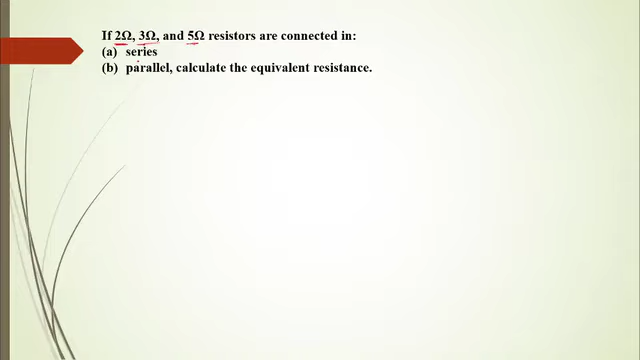 If 2Ω, 3Ω, and 5Ω resistors are connected in:
(a) series
(b) parallel, calculate the equivalent resistance.